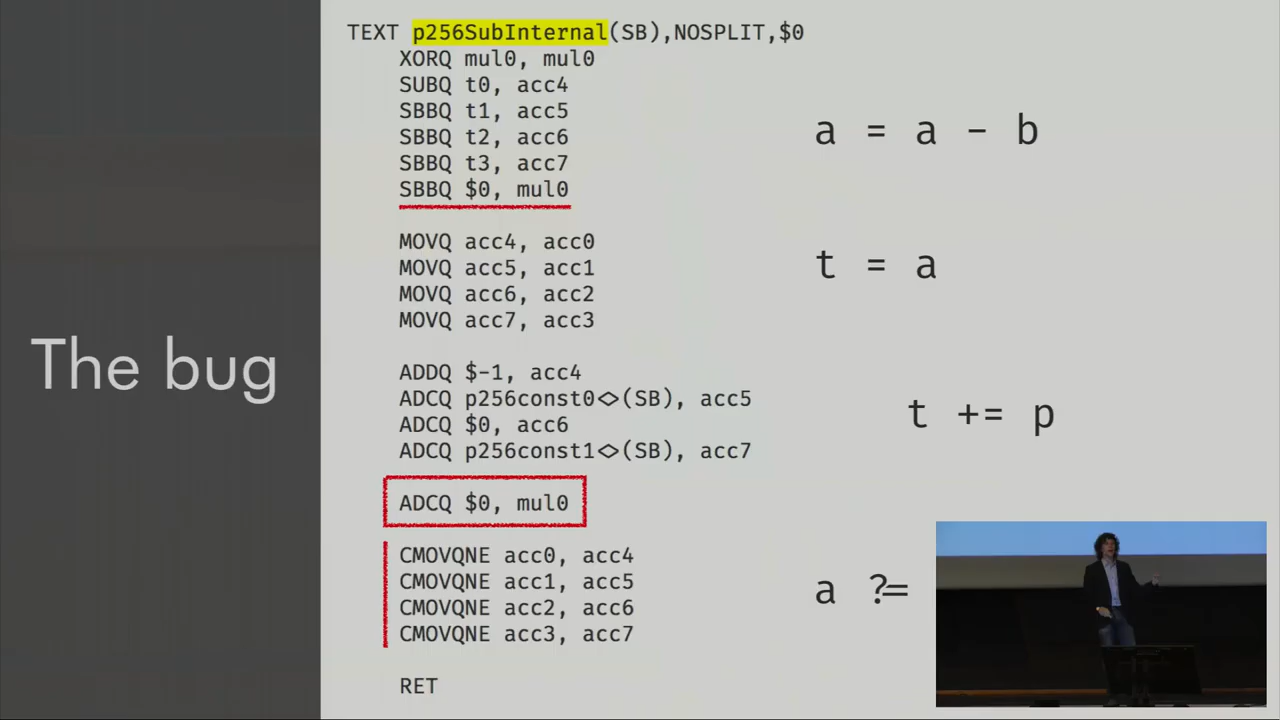 The bug
TEXT p256SubInternal(SB),NOSPLIT,$0
XORQ mul0, mul0
SUBQ t0, acc4
SBBQ t1, acc5
SBBQ t2, acc6
SBBQ t3, acc7
SBBQ $0, mul0
a = a - b
MOVQ acc4, acc0
MOVQ acc5, acc1
MOVQ acc6, acc2
MOVQ acc7, acc3
t = a
ADDQ $-1, acc4
ADCQ p256const0<>(SB), acc5
ADCQ $0, acc6
ADCQ p256const1<>(SB), acc7
t += p
ADCQ $0, mul0
CMOVQNE acc0, acc4
CMOVQNE acc1, acc5
CMOVQNE acc2, acc6
CMOVQNE acc3, acc7
a ?=
RET